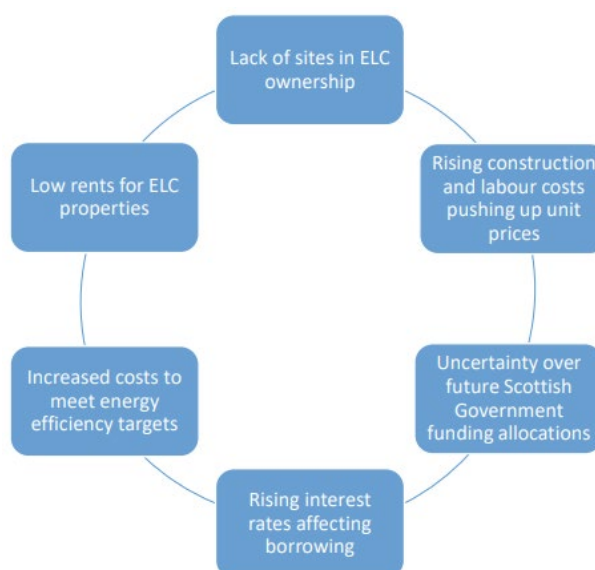 Lack of sites in ELC
ownership
Rising construction
and labour costs
pushing up unit
prices
Uncertainty over
future Scottish
Government
funding allocations
Rising interest
rates affecting
borrowing
Increased costs to
meet energy
efficiency targets
Low rents for ELC
properties